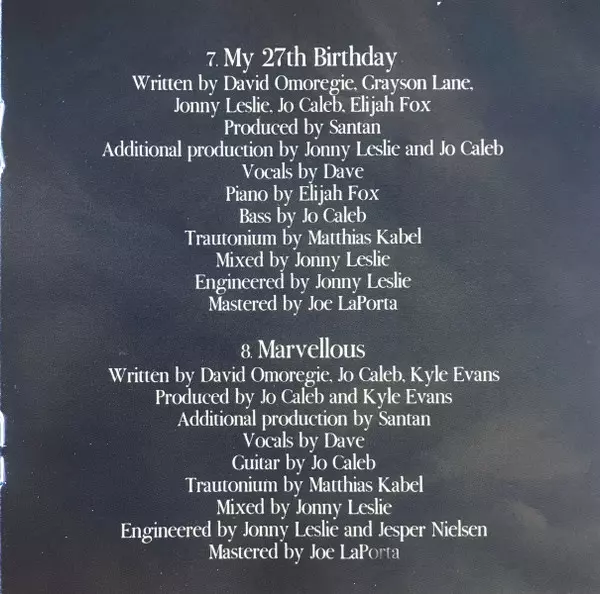 7. My 27th Birthday
Written by David Omoregie, Grayson Lane,
Jonny Leslie, Jo Caleb, Elijah Fox
Produced by Santan
Additional production by Jonny Leslie and Jo Caleb
Vocals by Dave
Piano by Elijah Fox
Bass by Jo Caleb
Trautonium by Matthias Kabel
Mixed by Jonny Leslie
Engineered by Jonny Leslie
Mastered by Joe LaPorta
8. Marvellous
Written by David Omoregie, Jo Caleb, Kyle Evans
Produced by Jo Caleb and Kyle Evans
Additional production by Santan
Vocals by Dave
Guitar by Jo Caleb
Trautonium by Matthias Kabel
Mixed by Jonny Leslie
Engineered by Jonny Leslie and Jesper Nielsen
Mastered by Joe LaPorta